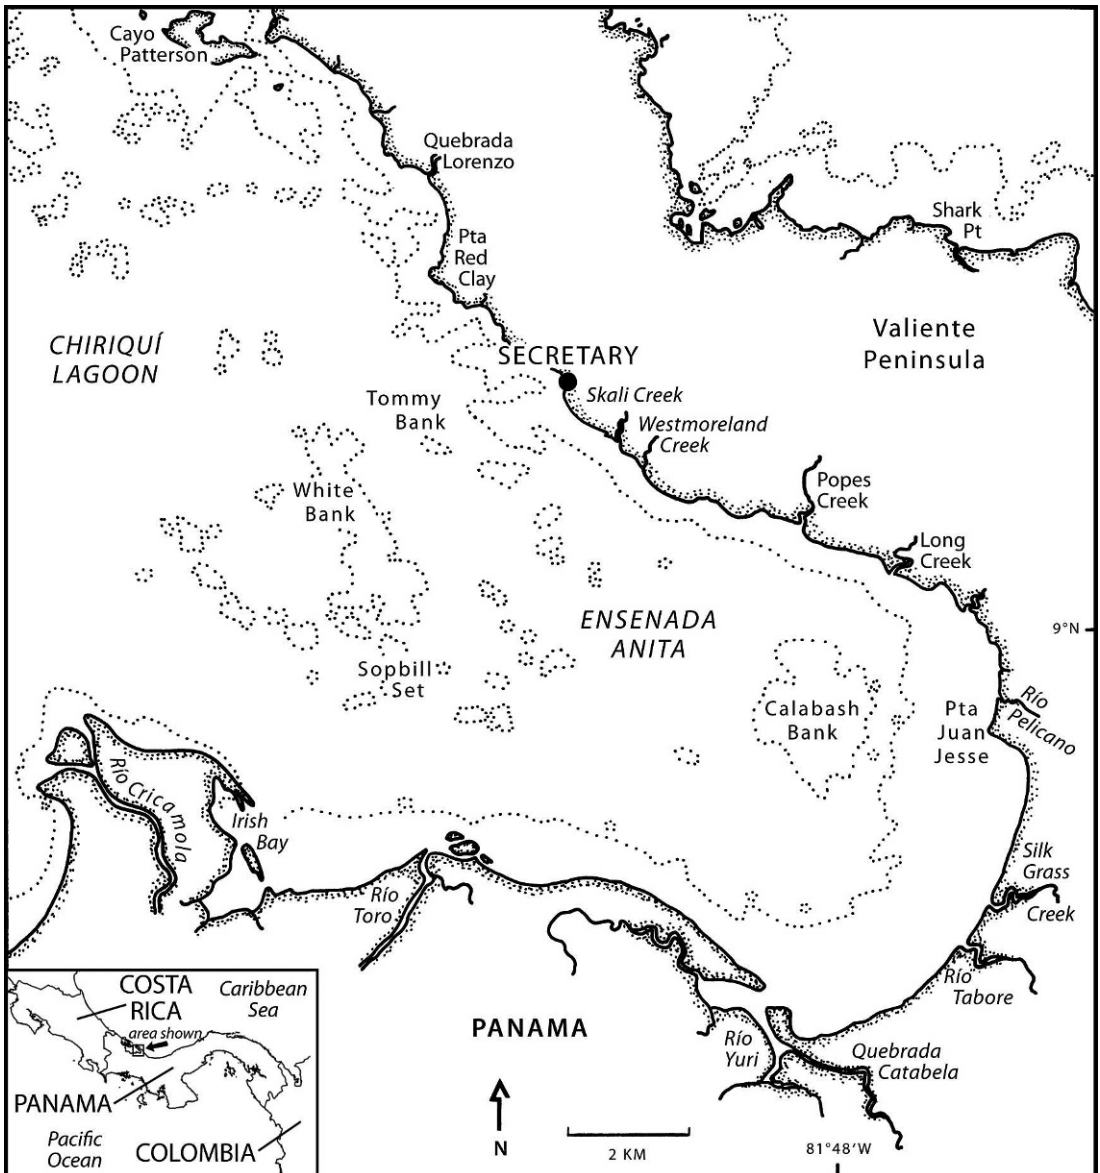 Cayo
Patterson
Quebrada
Lorenzo
Shark
Pt
Pta
Red
Clay
Valiente
Peninsula
CHIRIQUÍ
LAGOON
SECRETARY
Skali Creek
Tommy
Bank
Westmoreland
Creek
Popes
Creek
White
Bank
Long
Creek
ENSENADA
ANITA
9°N
Sopbill
Set
Calabash
Bank
Pta
Juan
Jesse
Río
Pelicano
Río Cricamola
Irish
Bay
Silk
Grass
Creek
Río
Toro
Río
Tabore
PANAMA
Río
Yuri
Quebrada
Catabela
N
2 KM
81°48'W
COSTA
RICA
Caribbean
Sea
area shown
PANAMA
Pacific
Ocean
COLOMBIA